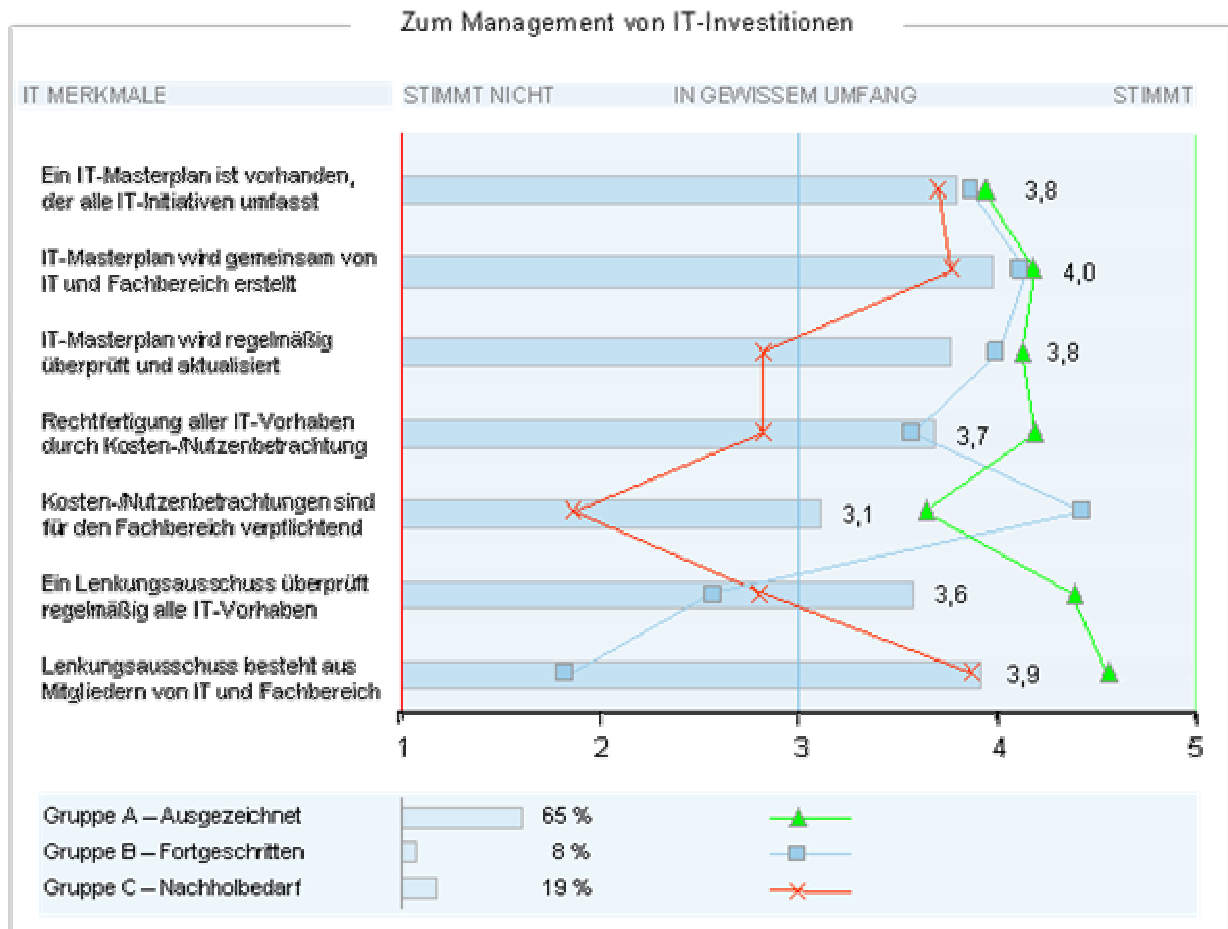 Zum Management von IT-Investitionen
IT MERKMALE STIMMT NICHT IN GEWISSEM UMFANG STIMMT
Ein IT-Masterplan ist vorhanden,
der alle IT-Initiativen umfasst
3,8
IT-Masterplan wird gemeinsam von
IT und Fachbereich erstellt
4,0
IT-Masterplan wird regelmäßig
überprüft und aktualisiert
3,8
Rechtfertigung aller IT-Vorhaben
durch Kosten-/Nutzenbetrachtung
3,7
Kosten-/Nutzenbetrachtungen sind
für den Fachbereich verpflichtend
3,1
Ein Lenkungsausschuss überprüft
regelmäßig alle IT-Vorhaben
3,6
Lenkungsausschuss besteht aus
Mitgliedern von IT und Fachbereich
3,9
1 2 3 4 5
Gruppe A – Ausgezeichnet 65 %
Gruppe B – Fortgeschritten 8 %
Gruppe C – Nachholbedarf 19 %